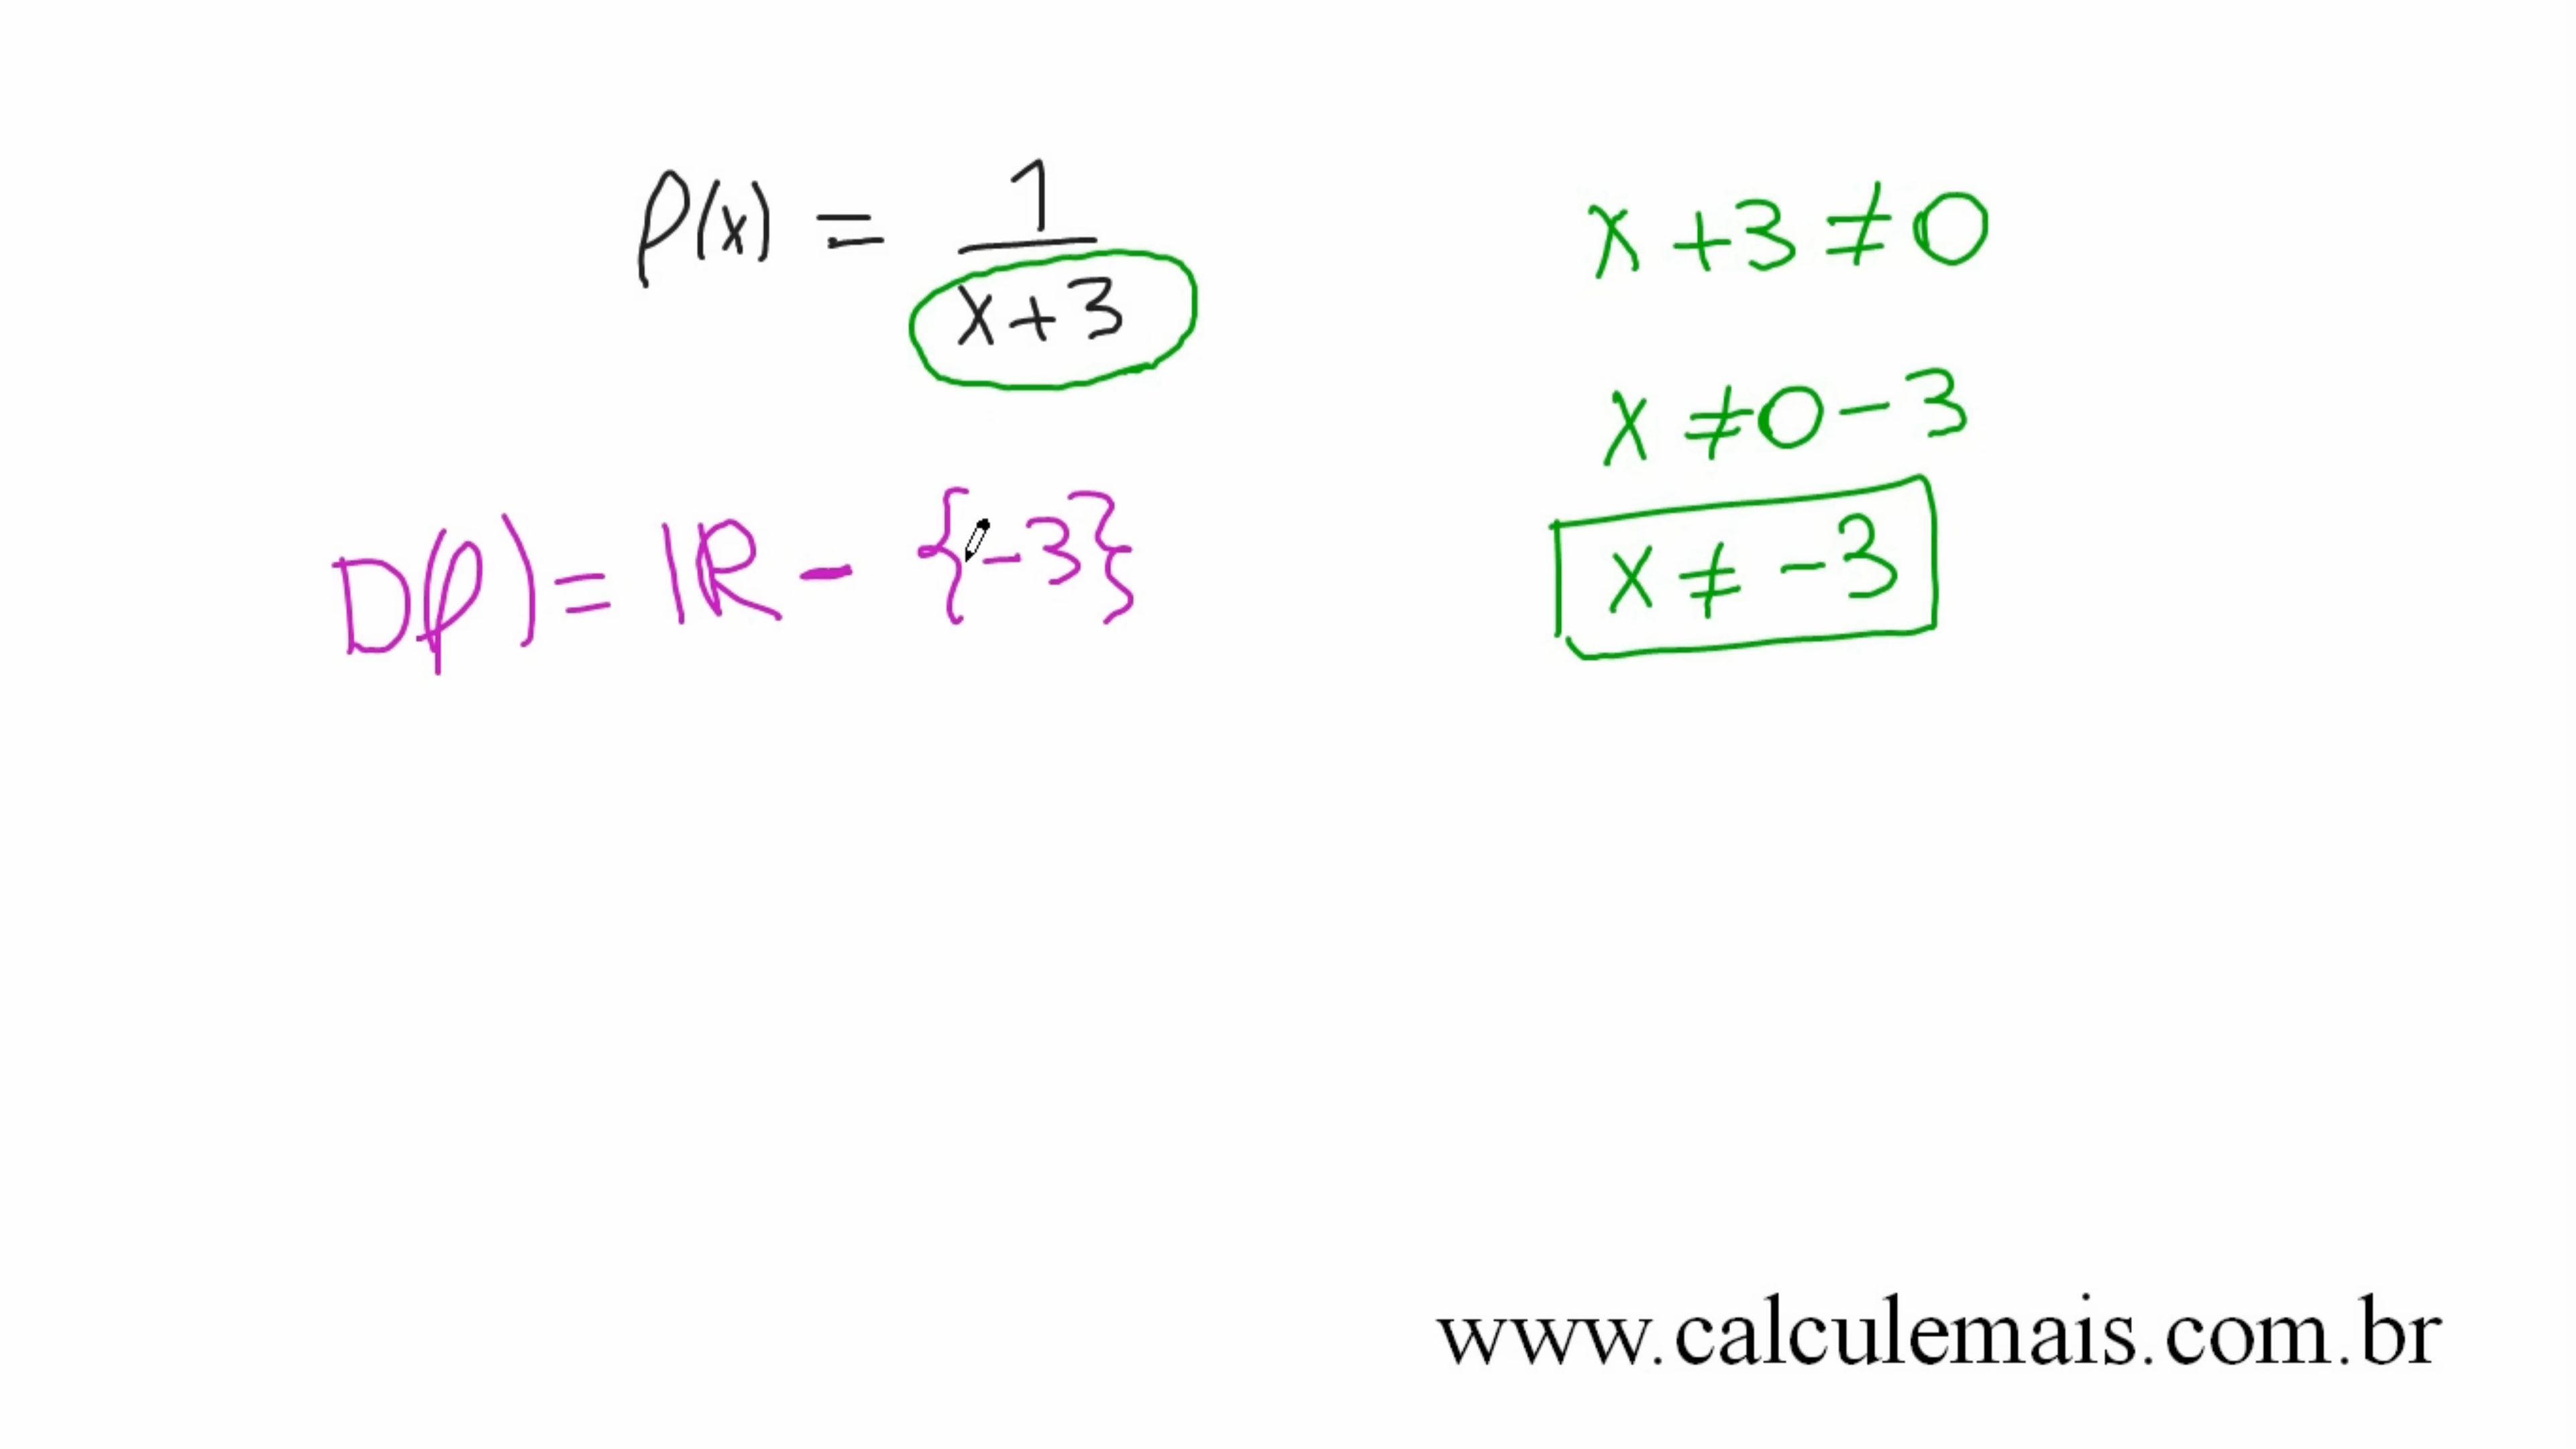 f(x) = 1/(x+3)
x+3≠0
x≠0-3
D(f) = ℝ - {-3}
x≠-3
www.calculemais.com.br